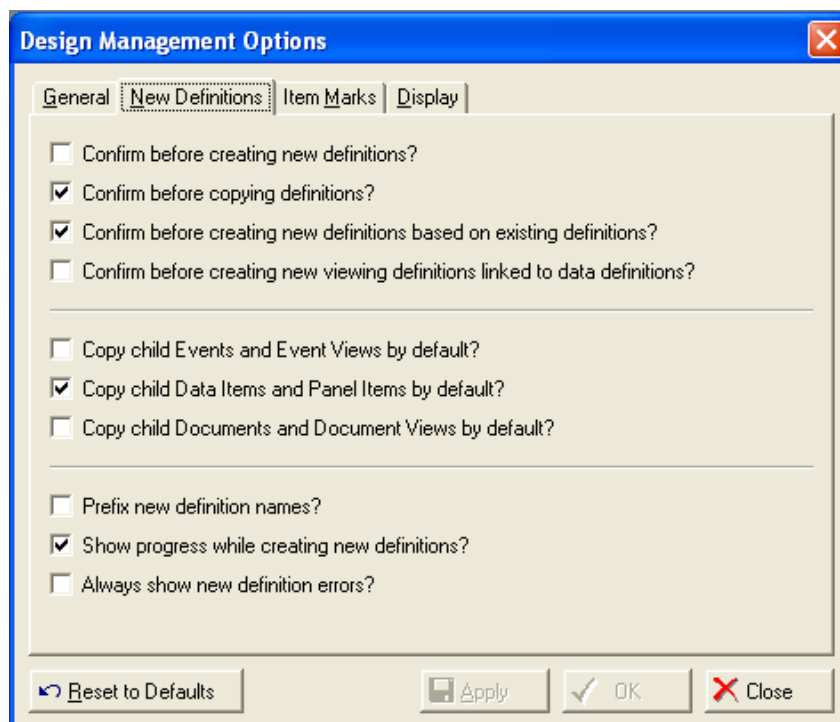 Design Management Options
General New Definitions Item Marks Display
Confirm before creating new definitions?
Confirm before copying definitions?
Confirm before creating new definitions based on existing definitions?
Confirm before creating new viewing definitions linked to data definitions?
Copy child Events and Event Views by default?
Copy child Data Items and Panel Items by default?
Copy child Documents and Document Views by default?
Prefix new definition names?
Show progress while creating new definitions?
Always show new definition errors?
Reset to Defaults Apply OK Close